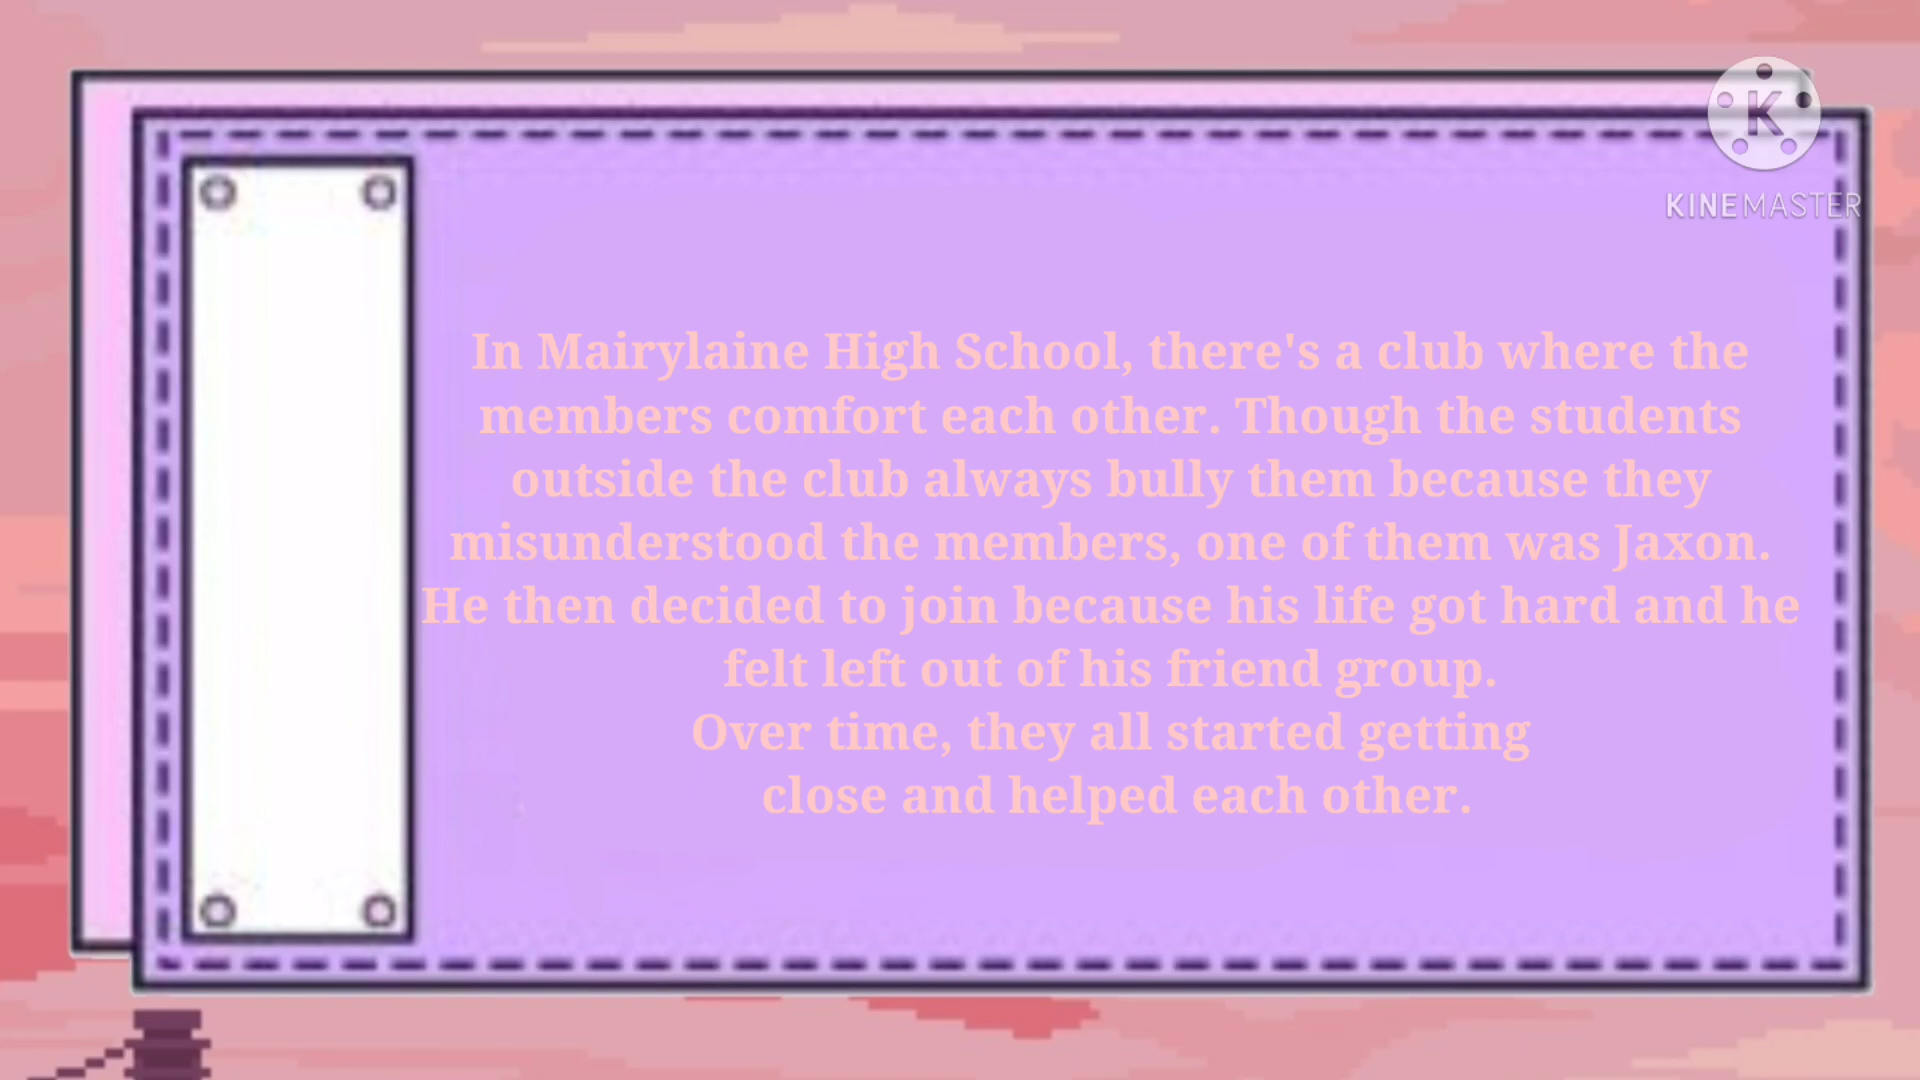 K
KINEMASTER
In Mairylaine High School, there's a club where the
members comfort each other. Though the students
outside the club always bully them because they
misunderstood the members, one of them was Jaxon.
He then decided to join because his life got hard and he
felt left out of his friend group.
Over time, they all started getting
close and helped each other.